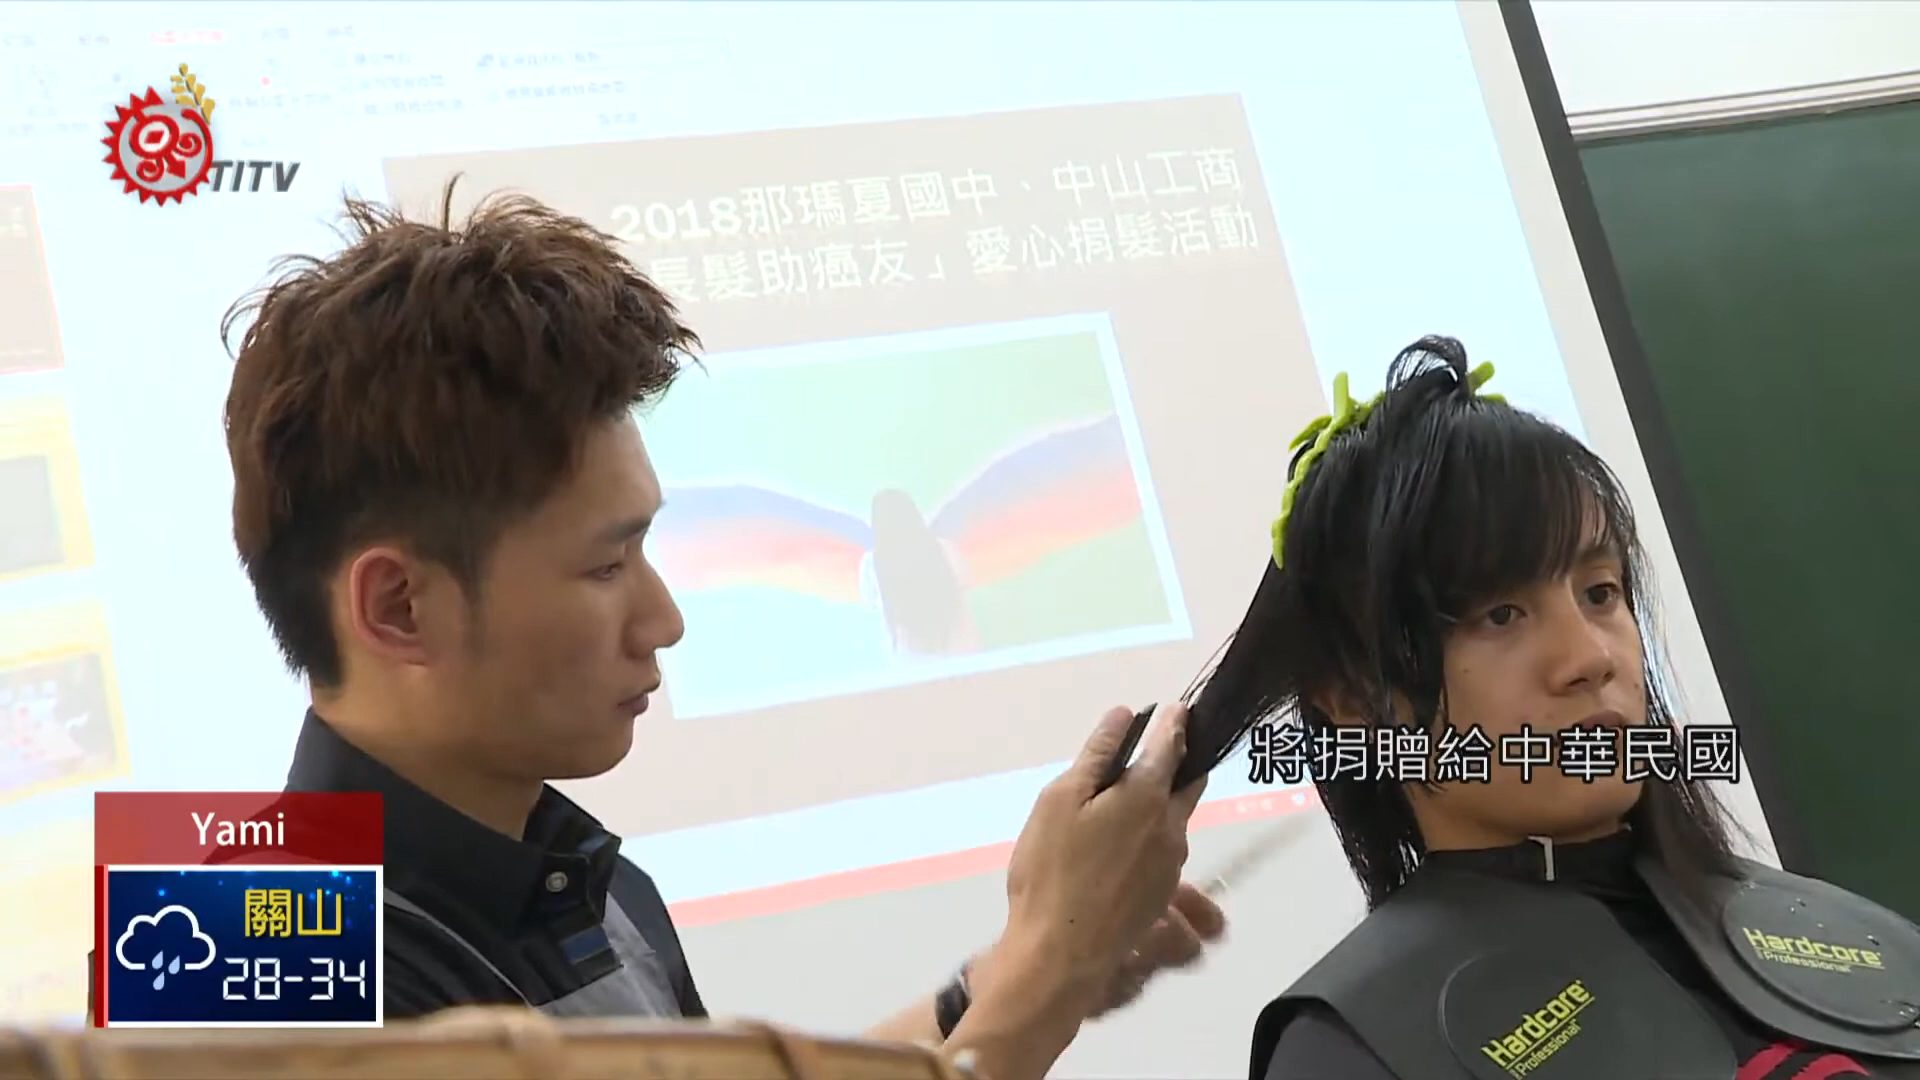 TITV
2018那瑪夏國中、中山工商
長髮助癌友」愛心捐髮活動
將捐贈給中華民國
Yami
關山
28-34
Hardcore
Professional
Hardcore
Professional